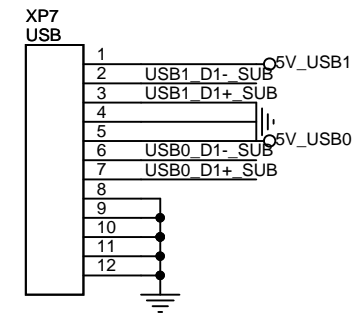 XP7
USB
1
5V_USB1
2
USB1_D1-_SUB
3
USB1_D1+_SUB
4
5
5V_USB0
6
USB0_D1-_SUB
7
USB0_D1+_SUB
8
9
10
11
12